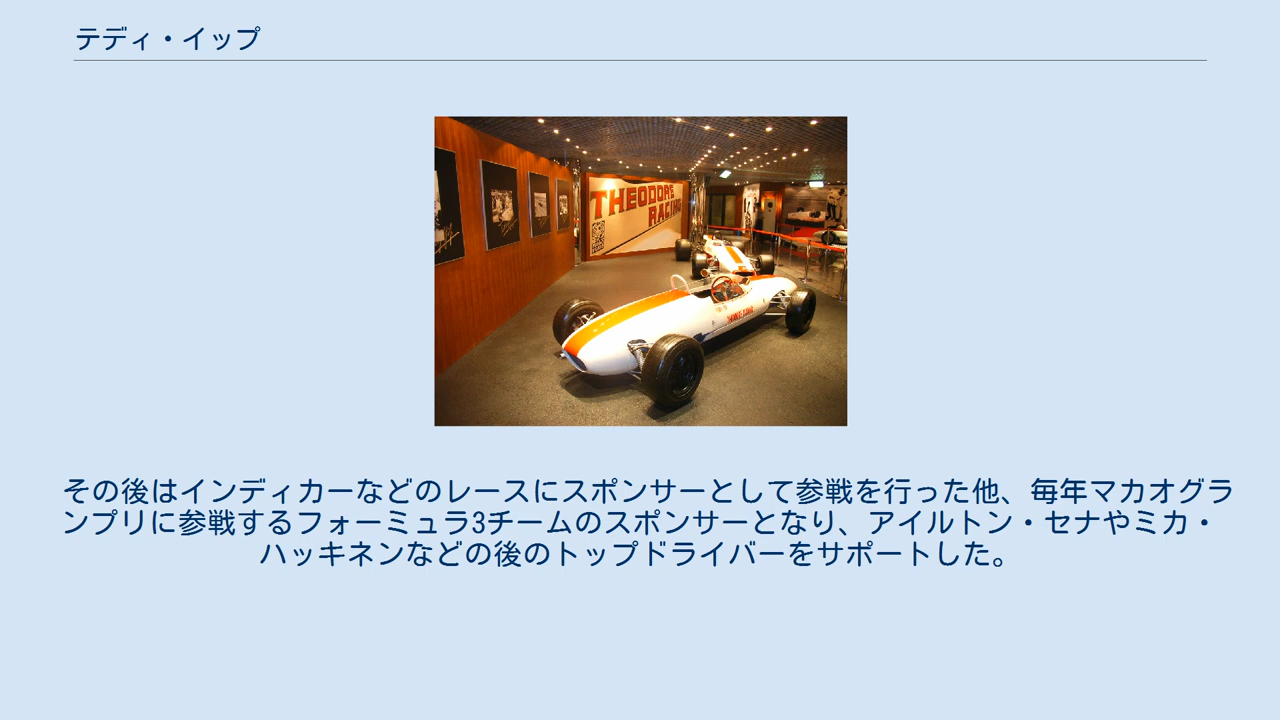 テディ・イップ
THEODORE
RACING
その後はインディカーなどのレースにスポンサーとして参戦を行った他、毎年マカオグラ
ンプリに参戦するフォーミュラ3チームのスポンサーとなり、アイルトン・セナやミカ・
ハッキネンなどの後のトップドライバーをサポートした。